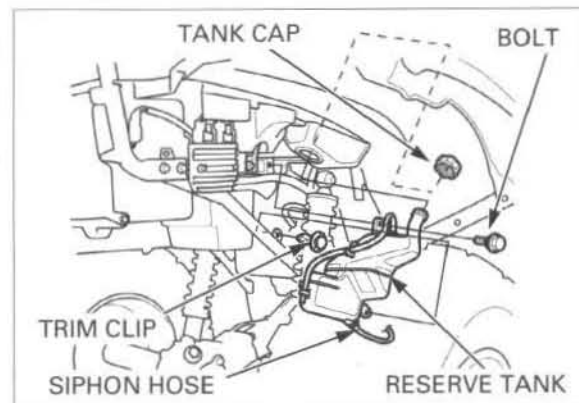 TANK CAP
BOLT
TRIM CLIP
SIPHON HOSE
RESERVE TANK